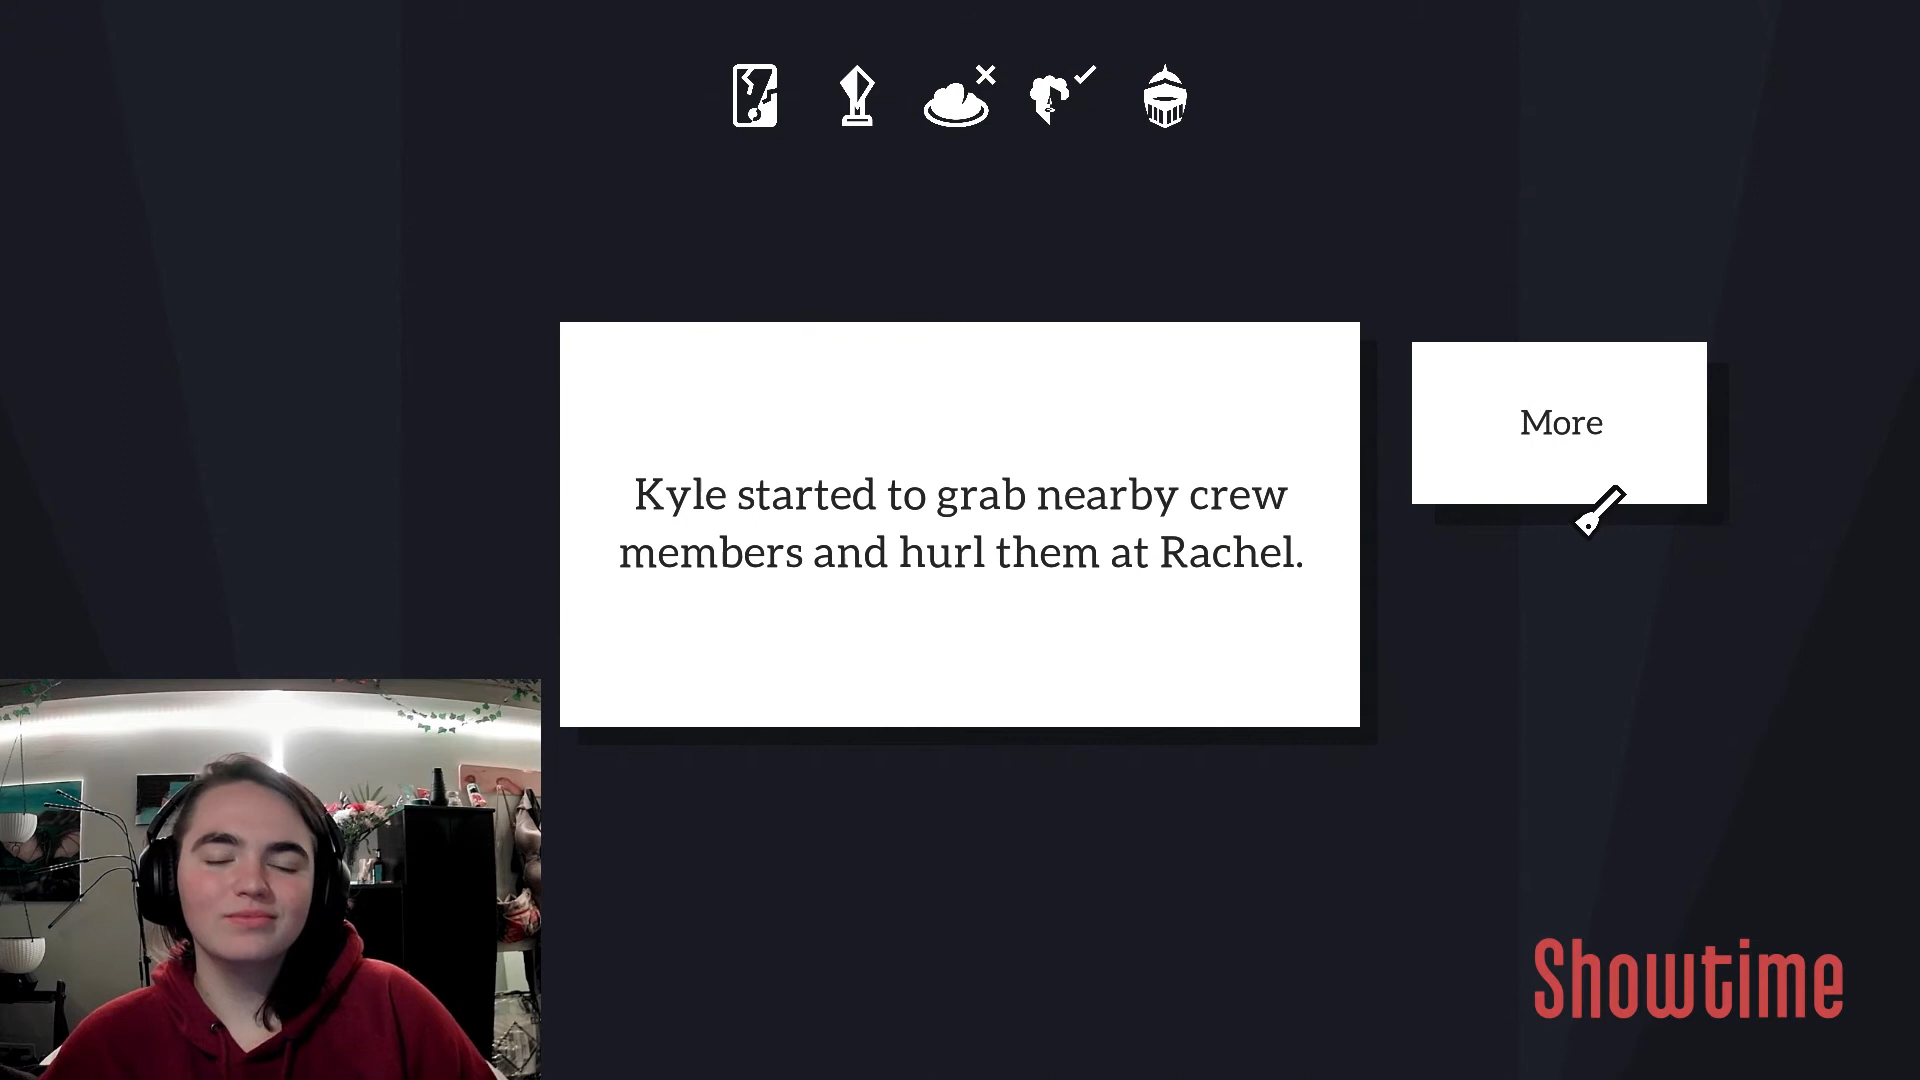 Kyle started to grab nearby crew
members and hurl them at Rachel.
More
Showtime